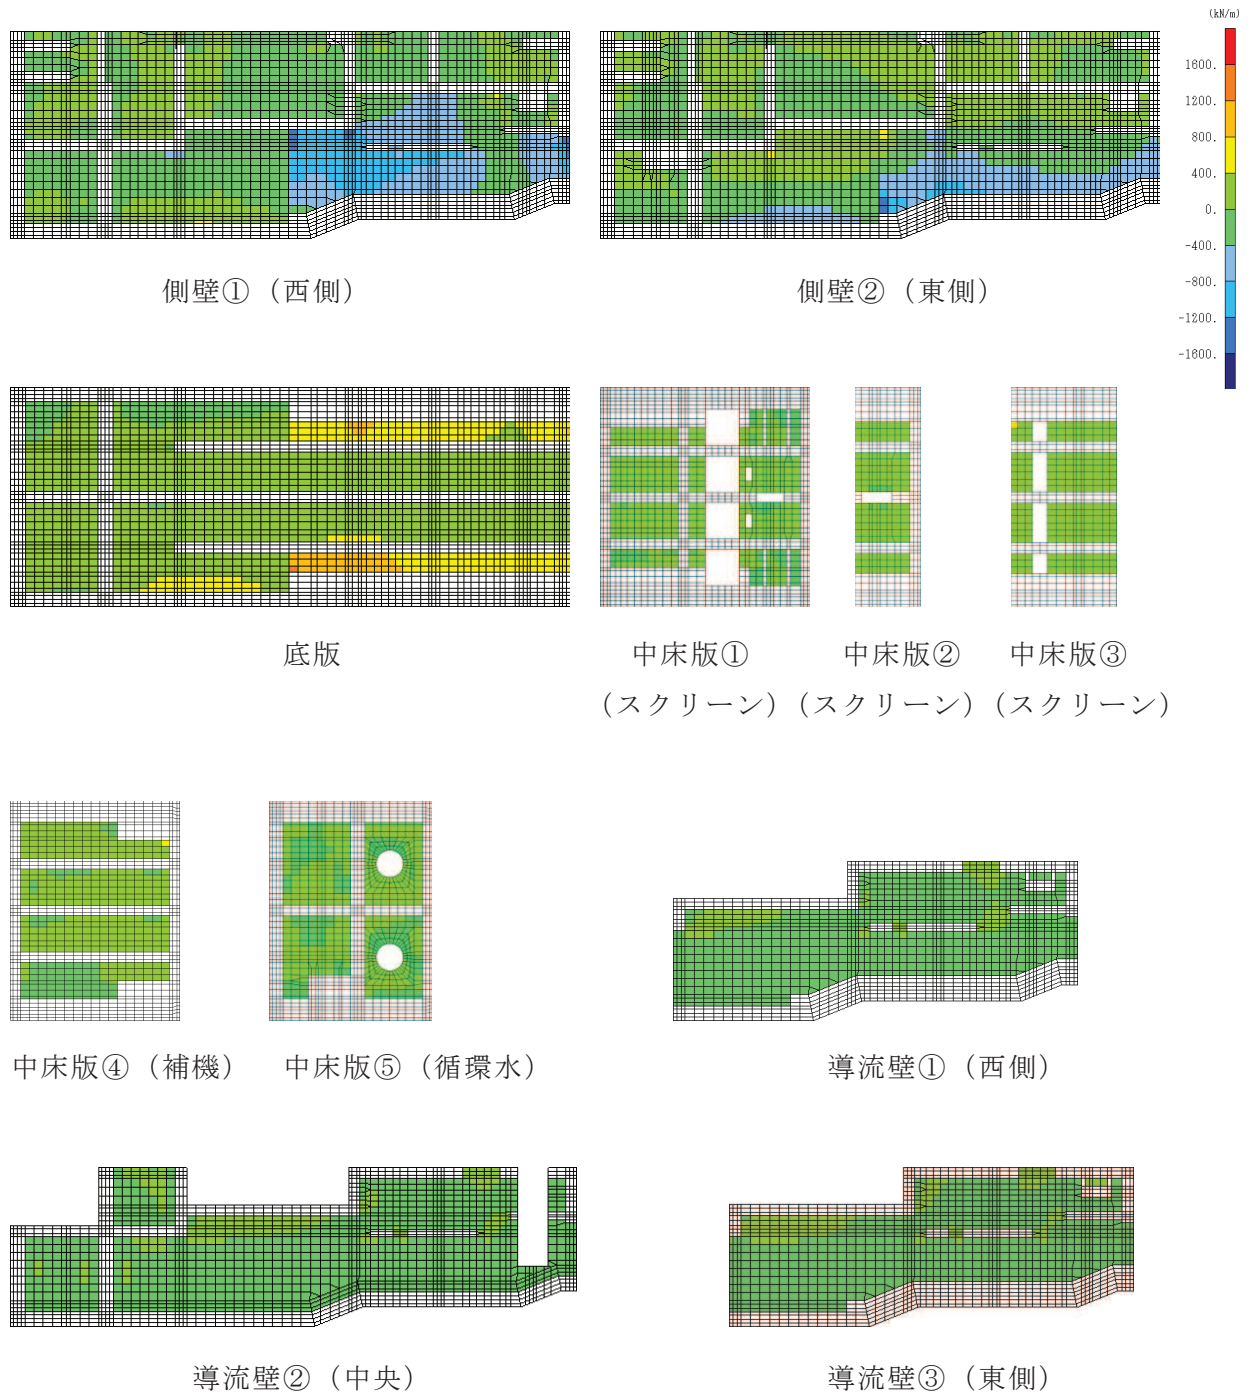 (kN/m)
1600.
1200.
800.
400.
0.
-400.
-800.
-1200.
-1600.
側壁①（西側）
側壁②（東側）
底版
中床版①
（スクリーン）
中床版②
（スクリーン）
中床版③
（スクリーン）
中床版④（補機）
中床版⑤（循環水）
導流壁①（西側）
導流壁②（中央）
導流壁③（東側）